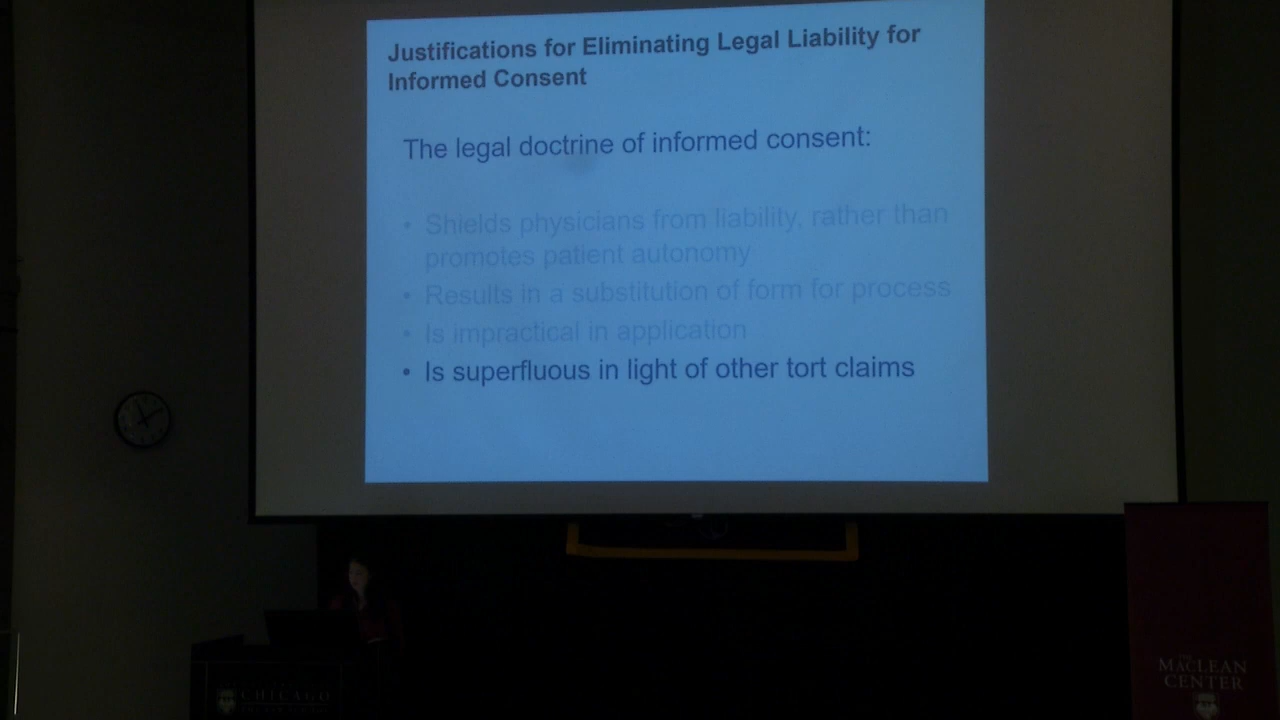 Justifications for Eliminating Legal Liability for
Informed Consent
The legal doctrine of informed consent:
• Shields physicians from liability, rather than
promotes patient autonomy
• Results in a substitution of form for process
• Is impractical in application
• Is superfluous in light of other tort claims
CHICAGO
THE
MACLEAN
CENTER